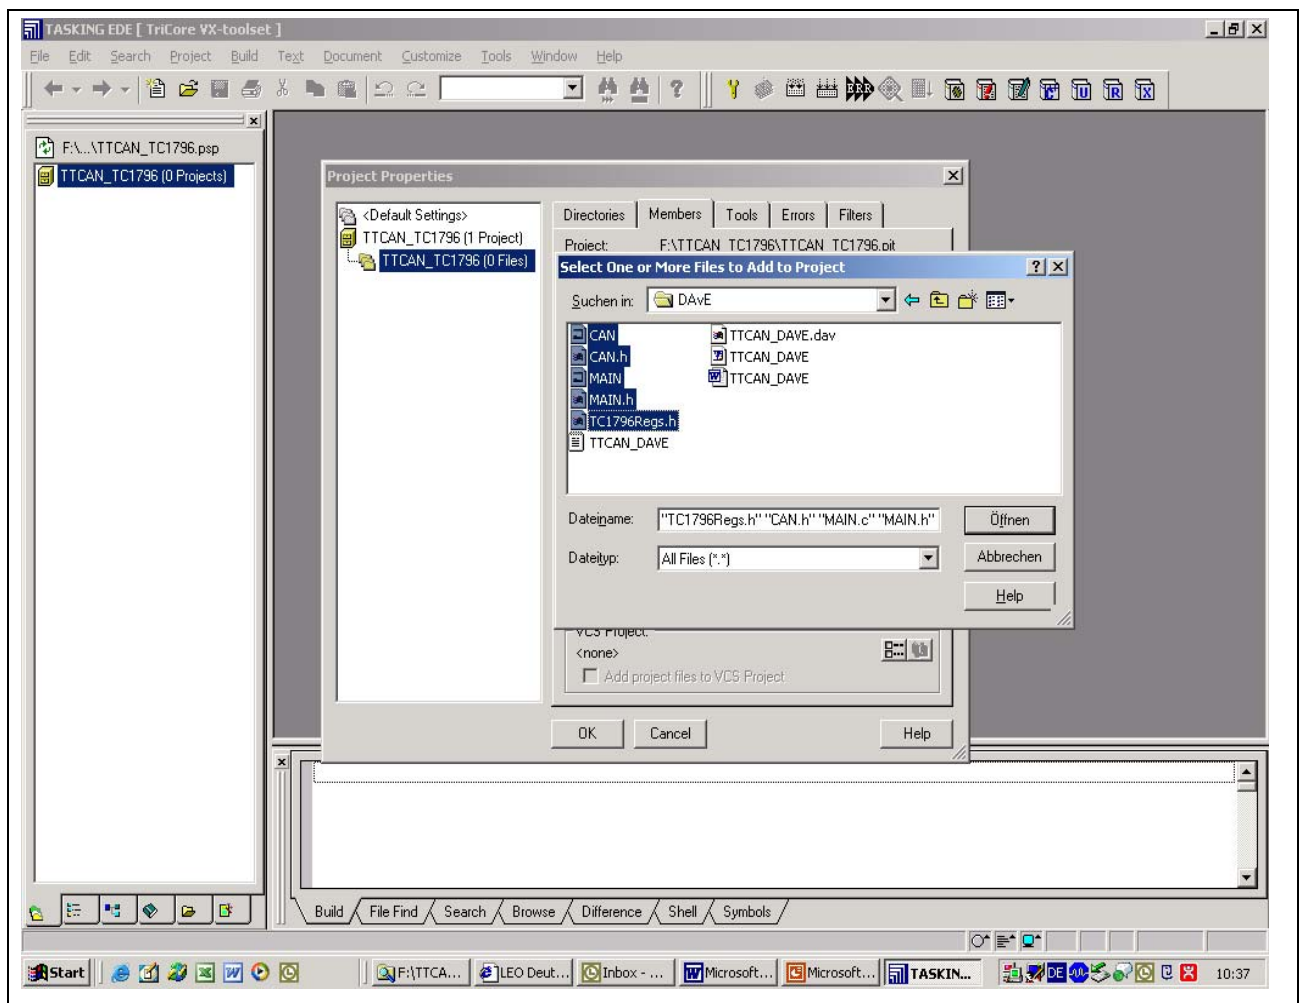 TASKING EDE [ TriCore VX-toolset ]
File Edit Search Project Build Text Document Customize Tools Window Help
F:\...\TTCAN_TC1796.psp
TTCAN_TC1796 (0 Projects)
Project Properties
<Default Settings>
TTCAN_TC1796 (1 Project)
TTCAN_TC1796 (0 Files)
Directories Members Tools Errors Filters
Project: F:\TTCAN_TC1796\TTCAN_TC1796.pjt
Select One or More Files to Add to Project
Suchen in: DAvE
CAN
CAN.h
MAIN
MAIN.h
TC1796Regs.h
TTCAN_DAVE
TTCAN_DAVE.dav
TTCAN_DAVE
TTCAN_DAVE
Dateiname: "TC1796Regs.h" "CAN.h" "MAIN.c" "MAIN.h" Öffnen
Dateityp: All Files (*.*) Abbrechen
Help
VCS Project:
<none>
Add project files to VCS Project
OK Cancel Help
Build File Find Search Browse Difference Shell Symbols
Start F:\TTCA... LEO Deut... Inbox - ... Microsoft... Microsoft... TASKIN... DE 10:37